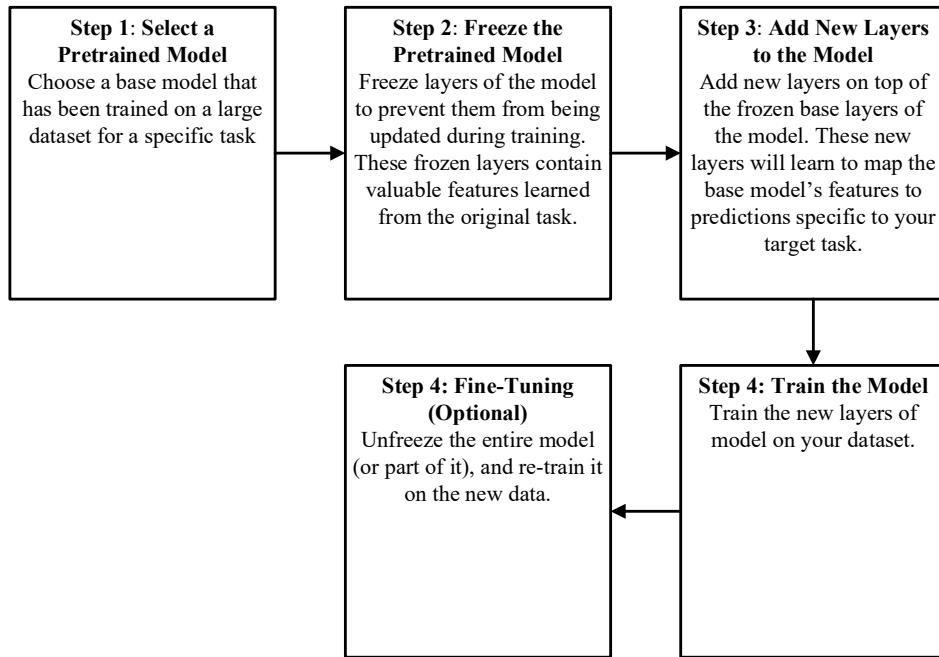 Step 1: Select a
Pretrained Model
Choose a base model that
has been trained on a large
dataset for a specific task
Step 2: Freeze the
Pretrained Model
Freeze layers of the model
to prevent them from being
updated during training.
These frozen layers contain
valuable features learned
from the original task.
Step 3: Add New Layers
to the Model
Add new layers on top of
the frozen base layers of
the model. These new
layers will learn to map the
base model’s features to
predictions specific to your
target task.
Step 4: Train the Model
Train the new layers of
model on your dataset.
Step 4: Fine-Tuning
(Optional)
Unfreeze the entire model
(or part of it), and re-train it
on the new data.